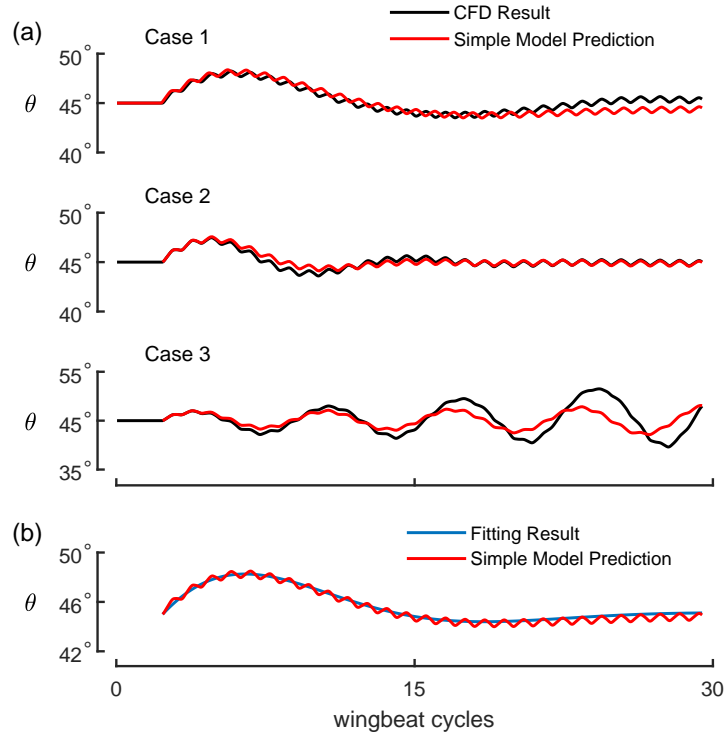 (a)
Case 1
CFD Result
Simple Model Prediction
50°
θ 45°
40°
Case 2
50°
θ 45°
40°
Case 3
55°
θ 45°
35°
(b)
Fitting Result
Simple Model Prediction
50°
θ 46°
42°
0 15 30
wingbeat cycles